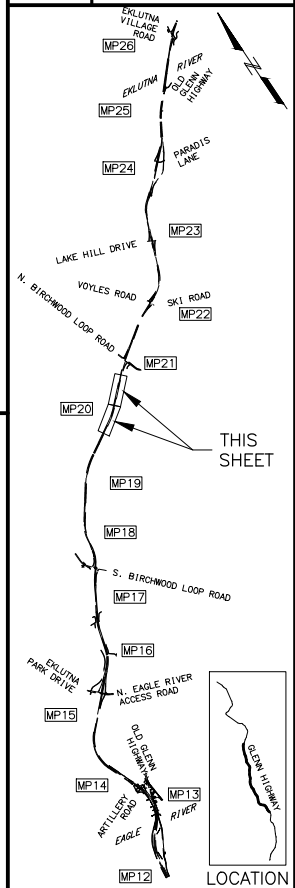 EKLUTNA
VILLAGE
ROAD
MP26
EKLUTNA RIVER
OLD
GLENN
HIGHWAY
MP25
PARADIS
LANE
MP24
MP23
LAKE HILL DRIVE
VOYLES ROAD
SKI ROAD
MP22
N. BIRCHWOOD LOOP ROAD
MP21
MP20
THIS
SHEET
MP19
MP18
S. BIRCHWOOD LOOP ROAD
MP17
MP16
EKLUTNA
PARK DRIVE
N. EAGLE RIVER
ACCESS ROAD
MP15
OLD GLENN
HIGHWAY
MP14
MP13
ARTILLERY
ROAD
EAGLE RIVER
MP12
GLENN HIGHWAY
LOCATION
N